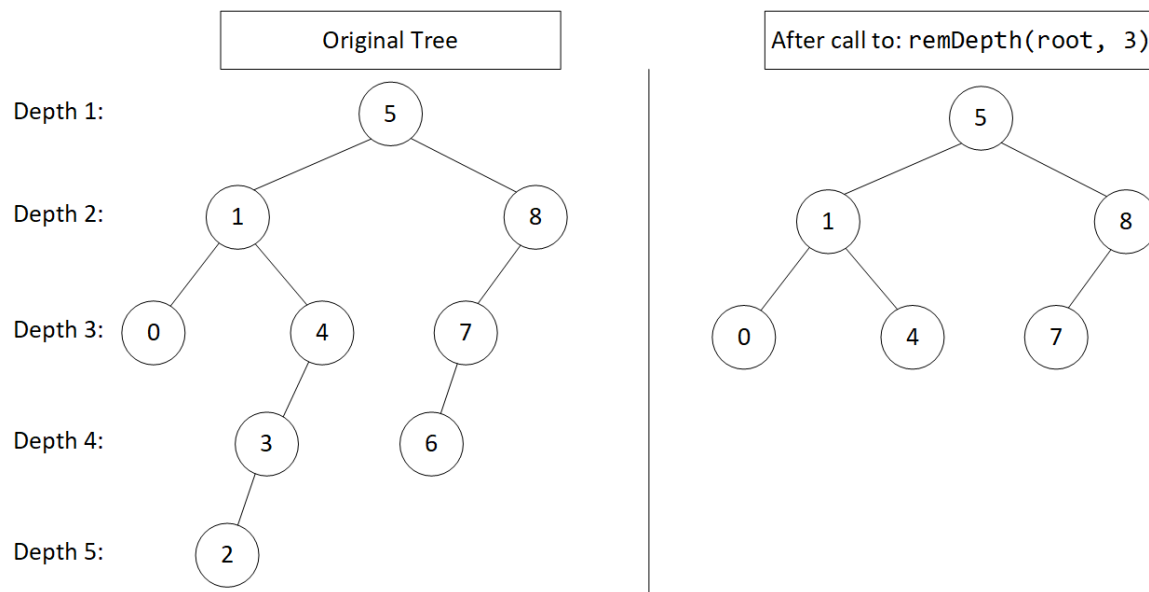 Original Tree
After call to: remDepth(root, 3)
Depth 1:
5
5
Depth 2:
1
8
1
8
Depth 3:
0
4
7
0
4
7
Depth 4:
3
6
Depth 5:
2